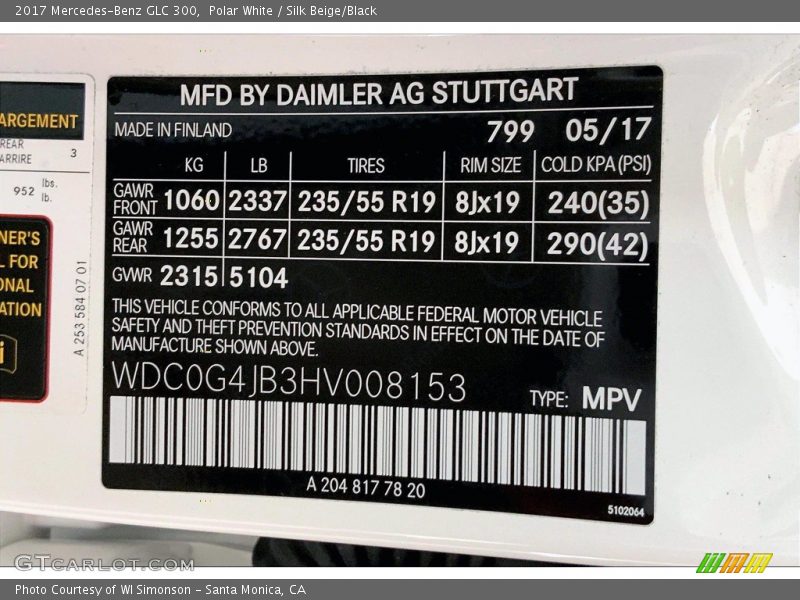 2017 Mercedes-Benz GLC 300, Polar White / Silk Beige/Black
MFD BY DAIMLER AG STUTTGART
MADE IN FINLAND 799 05/17
KG LB TIRES RIM SIZE COLD KPA (PSI)
GAWR FRONT 1060 2337 235/55 R19 8Jx19 240(35)
GAWR REAR 1255 2767 235/55 R19 8Jx19 290(42)
GVWR 2315 5104
THIS VEHICLE CONFORMS TO ALL APPLICABLE FEDERAL MOTOR VEHICLE
SAFETY AND THEFT PREVENTION STANDARDS IN EFFECT ON THE DATE OF
MANUFACTURE SHOWN ABOVE.
WDC0G4JB3HV008153 TYPE: MPV
A 204 817 78 20
5102064
ARGEMENT
REAR
ARRIRE 3
952 lbs.
lb.
NER'S
L FOR
ONAL
ATION
i
A 253 584 07 01
GTCARLOT.COM
Photo Courtesy of WI Simonson - Santa Monica, CA